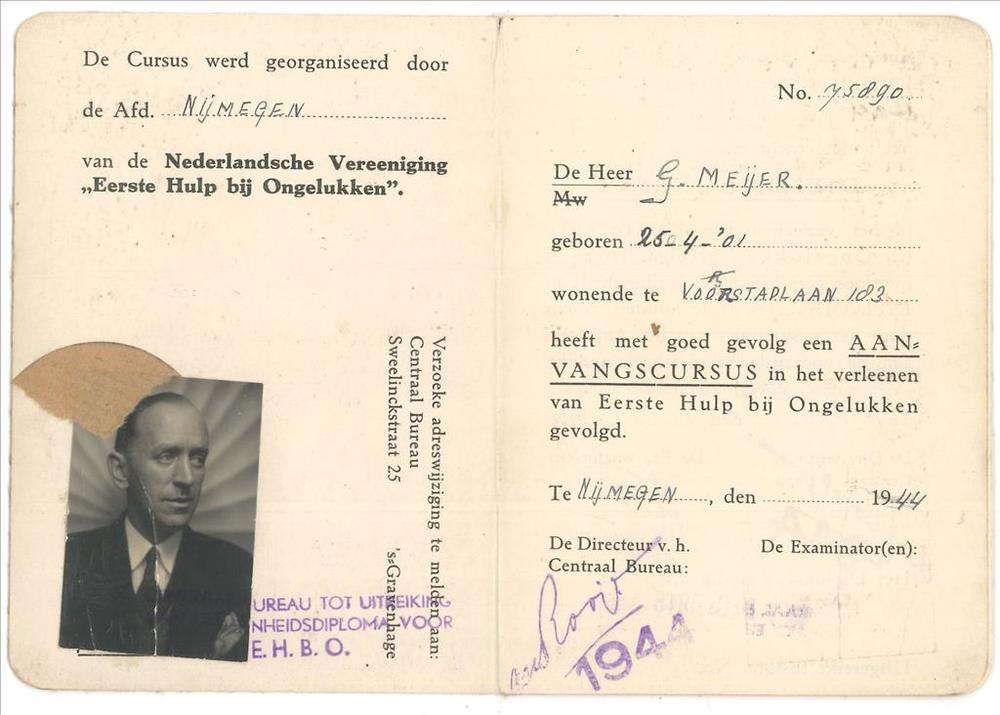 De Cursus werd georganiseerd door
de Afd. NIJMEGEN
van de Nederlandsche Vereeniging
„Eerste Hulp bij Ongelukken”.
Verzoeke adreswijziging te melden aan:
Centraal Bureau
Sweelinckstraat 25 's=Gravenhage
UREAU TOT UITREIKING
NHEIDSDIPLOMA VOOR
E.H.B.O.
No. 75890
De Heer G. MEIJER.
Mw
geboren 25-4-'01
wonende te VOORSTADLAAN 183
heeft met goed gevolg een AAN=
VANGSCURSUS in het verleenen
van Eerste Hulp bij Ongelukken
gevolgd.
Te NIJMEGEN, den 1944
De Directeur v. h. De Examinator(en):
Centraal Bureau:
1944